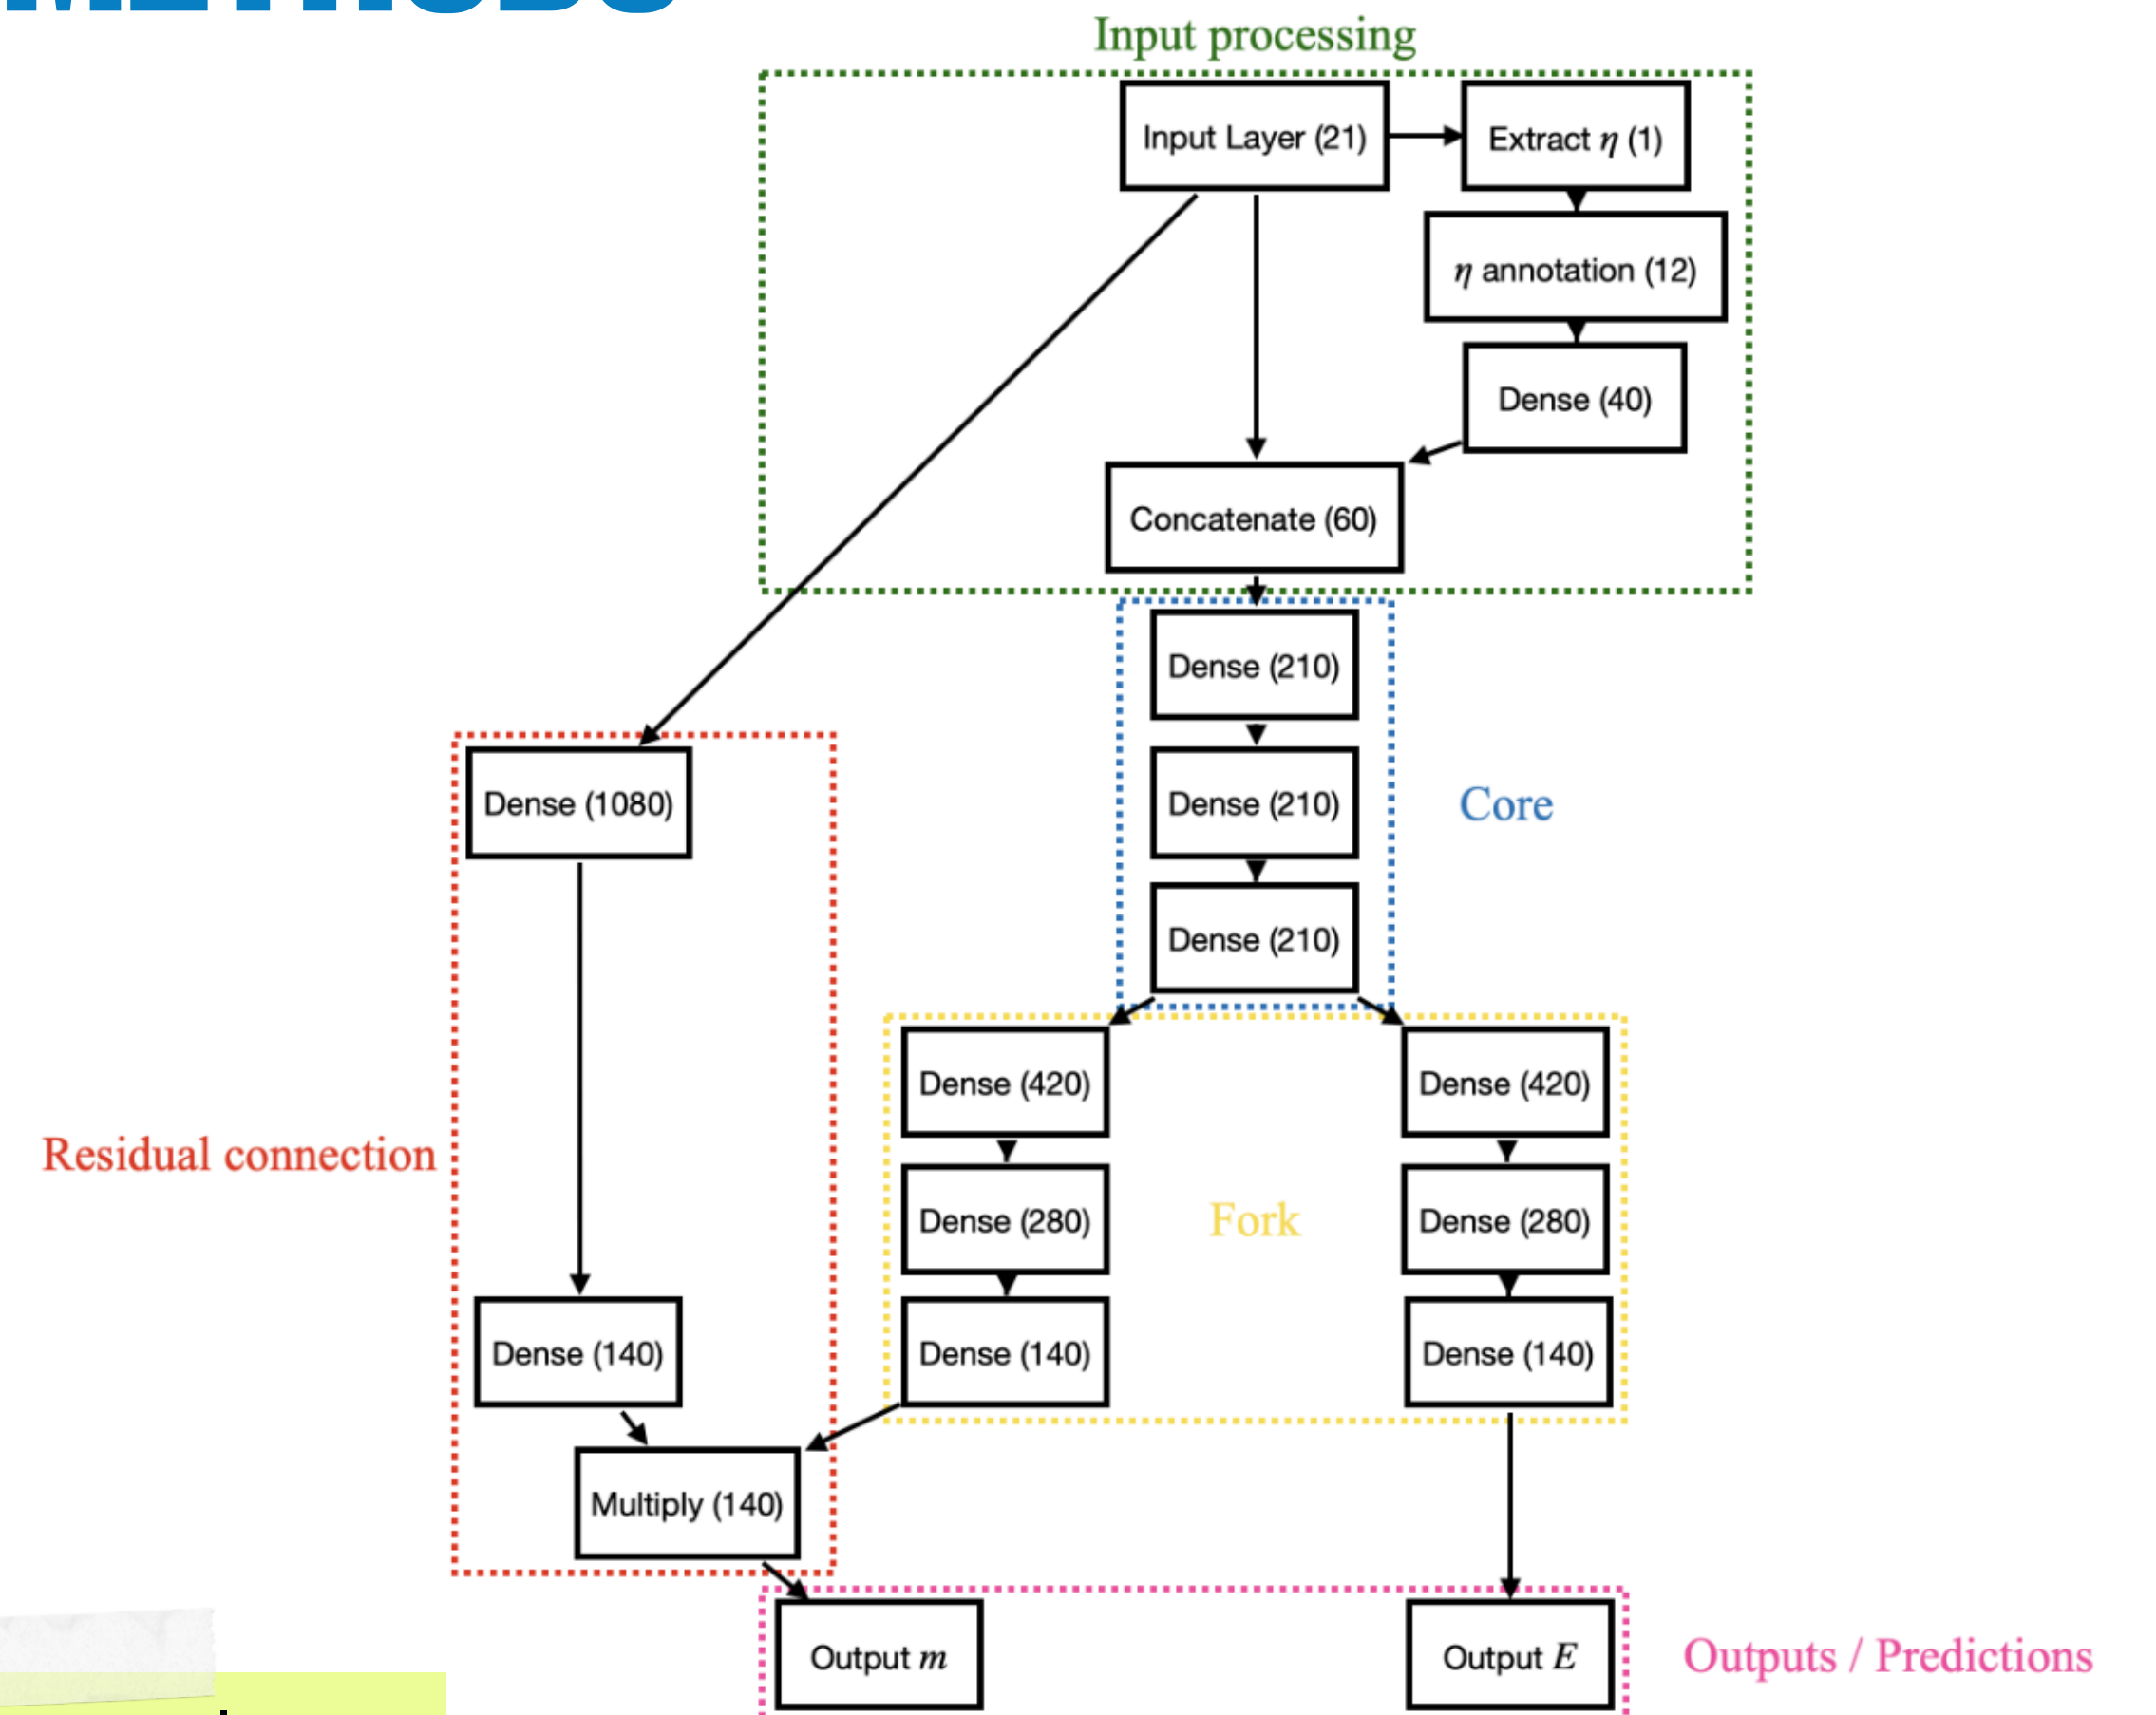 METHODS
Input processing
Input Layer (21)
Extract η (1)
η annotation (12)
Dense (40)
Concatenate (60)
Dense (210)
Dense (1080)
Dense (210)
Core
Dense (210)
Dense (420)
Dense (420)
Residual connection
Dense (280)
Fork
Dense (280)
Dense (140)
Dense (140)
Dense (140)
Multiply (140)
Output m
Output E
Outputs / Predictions